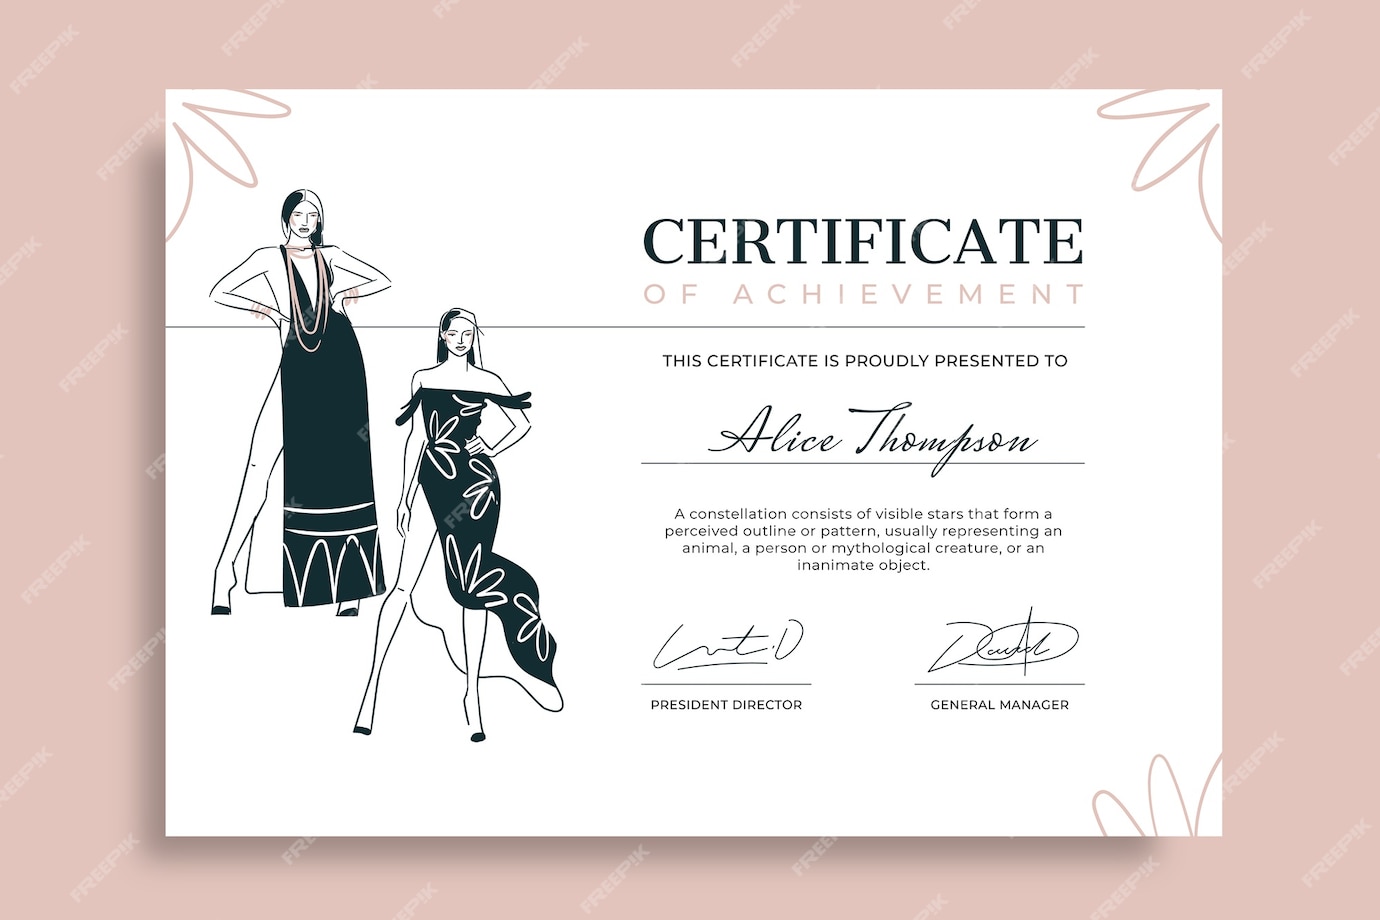 CERTIFICATE
OF ACHIEVEMENT
THIS CERTIFICATE IS PROUDLY PRESENTED TO
Alice Thompson
A constellation consists of visible stars that form a
perceived outline or pattern, usually representing an
animal, a person or mythological creature, or an
inanimate object.
PRESIDENT DIRECTOR
GENERAL MANAGER
FREEPIK